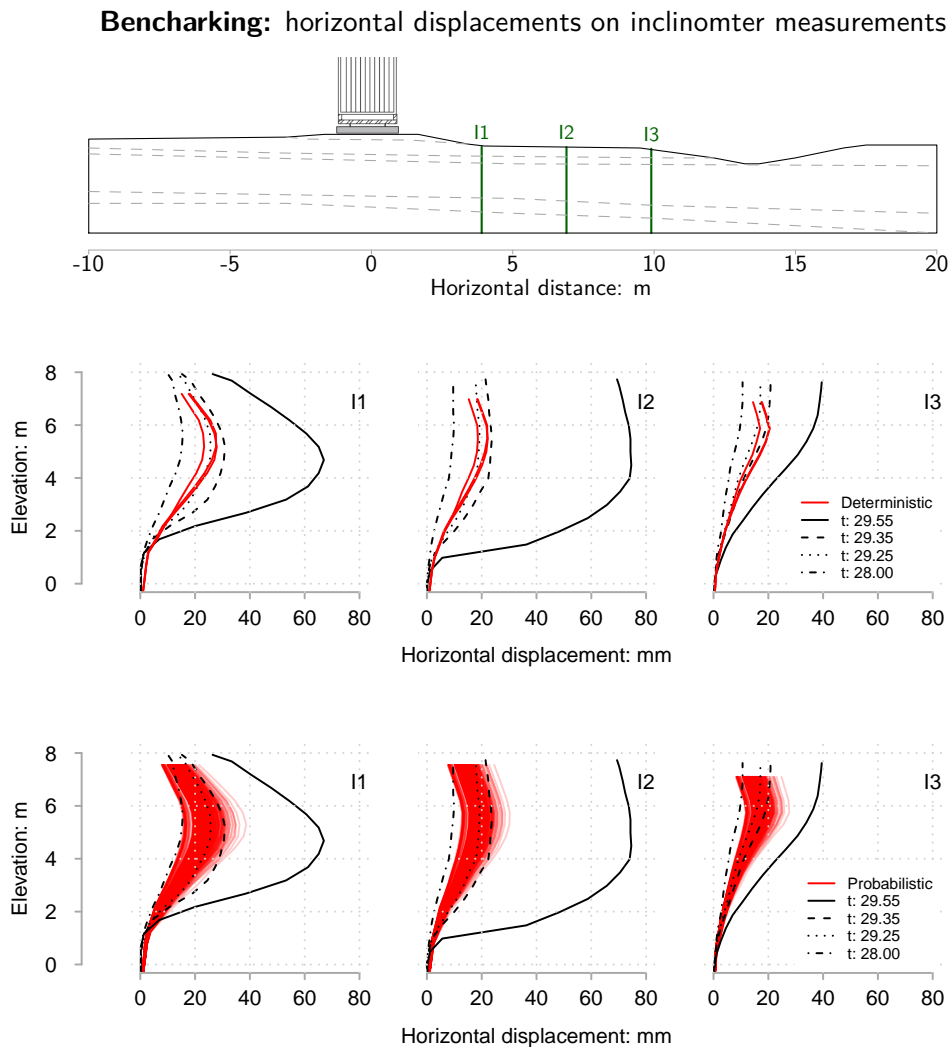 Bencharking: horizontal displacements on inclinomter measurements
I1 I2 I3
-10 -5 0 5 10 15 20
Horizontal distance: m
Elevation: m
8
6
4
2
0
I1
I2
I3
Deterministic
t: 29.55
t: 29.35
t: 29.25
t: 28.00
0 20 40 60 80 0 20 40 60 80 0 20 40 60 80
Horizontal displacement: mm
Elevation: m
8
6
4
2
0
I1
I2
I3
Probabilistic
t: 29.55
t: 29.35
t: 29.25
t: 28.00
0 20 40 60 80 0 20 40 60 80 0 20 40 60 80
Horizontal displacement: mm